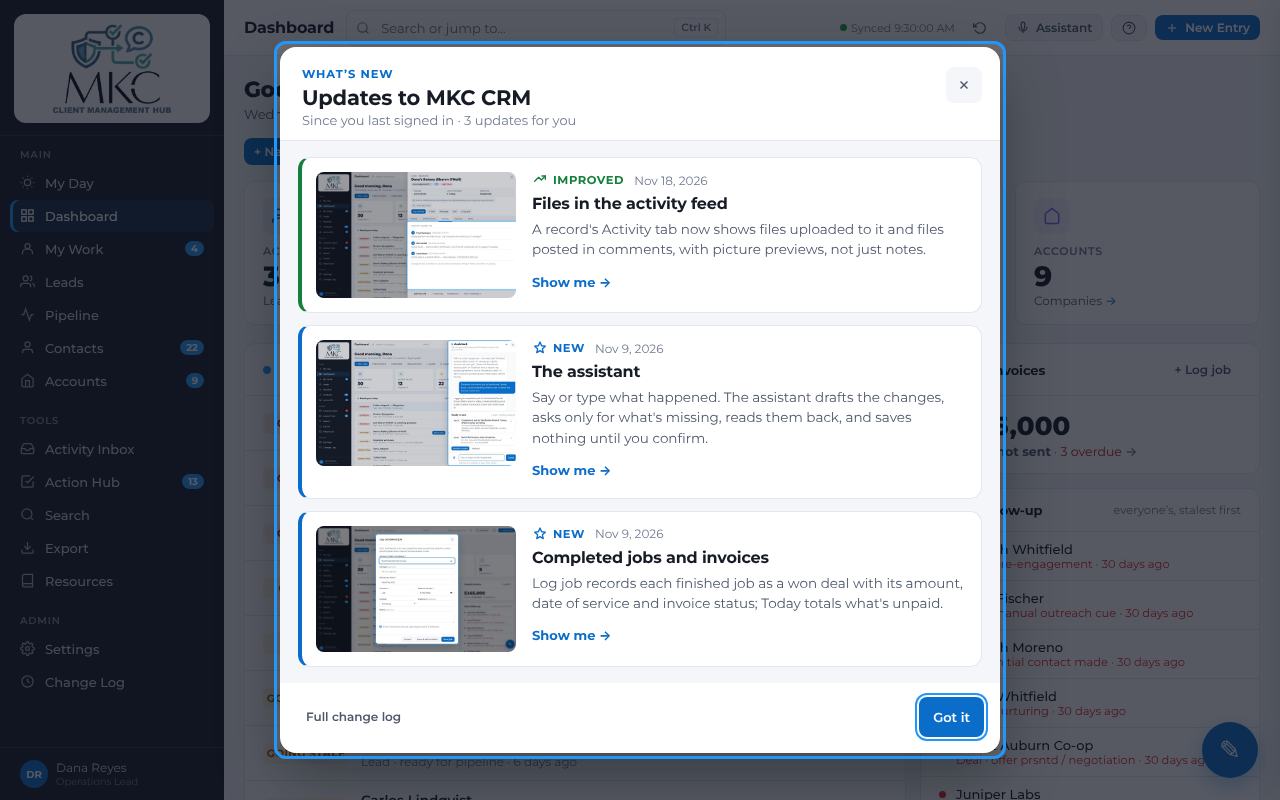 MKC
CLIENT MANAGEMENT HUB
MAIN
My Day
Dashboard
My Work 4
Leads
Pipeline
Contacts 22
Accounts 9
TOOLS
Activity Inbox
Action Hub 13
Search
Export
Resources
ADMIN
Settings
Change Log
DR
Dana Reyes
Operations Lead
Dashboard
Search or jump to...
Ctrl K
Synced 9:30:00 AM
Assistant
+ New Entry
WHAT'S NEW
Updates to MKC CRM
Since you last signed in · 3 updates for you
×
IMPROVED Nov 18, 2026
Files in the activity feed
A record's Activity tab now shows files uploaded to it and files
posted in comments, with picture previews, not just notes.
Show me →
NEW Nov 9, 2026
The assistant
Say or type what happened. The assistant drafts the changes,
asks only for what's missing, reads them back, and saves
nothing until you confirm.
Show me →
NEW Nov 9, 2026
Completed jobs and invoices
Log job records each finished job as a won deal with its amount,
date of service and invoice status; Today totals what's unpaid.
Show me →
Full change log
Got it
ACCOUNTS
9
Companies →
+ Log job
not sent · 3 overdue →
everyone's, stalest first
Whitfield
re-engagement · 30 days ago
Fischer
manual outreach cue · 30 days ago
Moreno
initial contact made · 30 days ago
Whitfield
nurturing · 30 days ago
Auburn Co-op
Deal · offer prsntd / negotiation · 30 days ago
Juniper Labs
GOING STALE
Lead · ready for pipeline · 6 days ago
Carlos Lindqvist